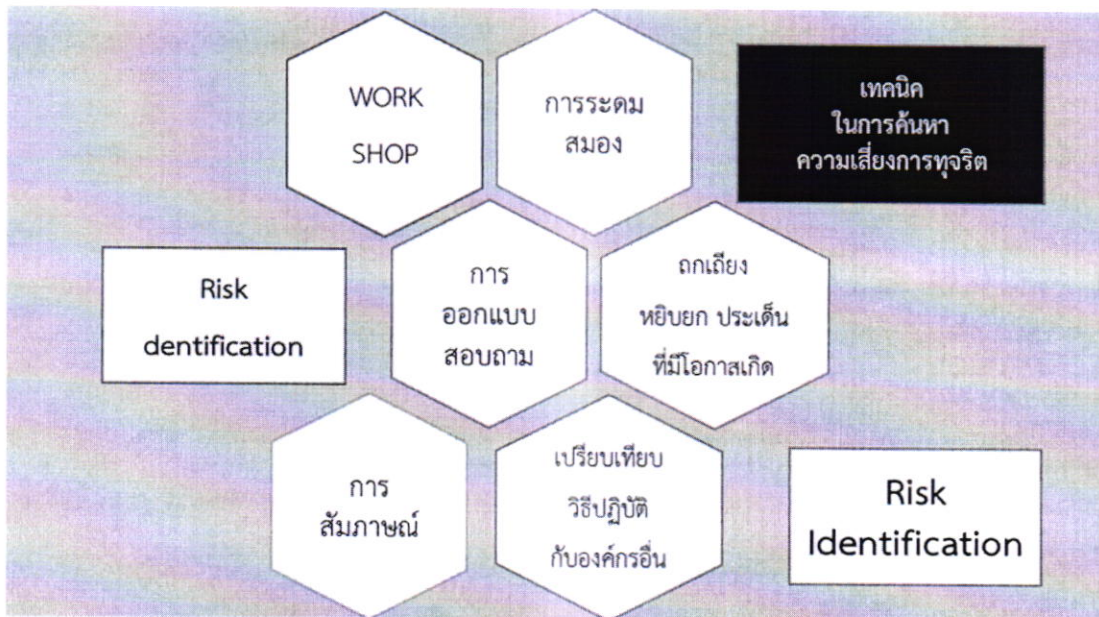 WORK
SHOP
การระดม
สมอง
เทคนิค
ในการค้นหา
ความเสี่ยงการทุจริต
Risk
dentification
การ
ออกแบบ
สอบถาม
ถกเถียง
หยิบยก ประเด็น
ที่มีโอกาสเกิด
การ
สัมภาษณ์
เปรียบเทียบ
วิธีปฏิบัติ
กับองค์กรอื่น
Risk
Identification